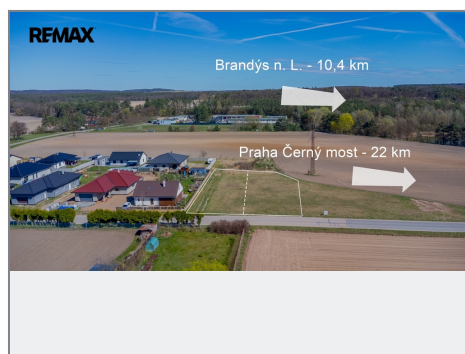 RE/MAX
Brandýs n. L. - 10,4 km
Praha Černý most - 22 km